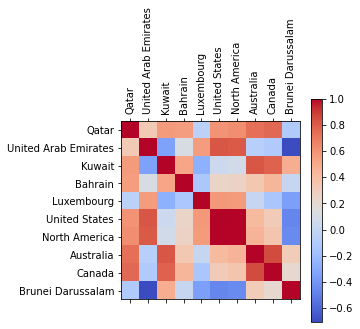 Qatar
United Arab Emirates
Kuwait
Bahrain
Luxembourg
United States
North America
Australia
Canada
Brunei Darussalam
Qatar
United Arab Emirates
Kuwait
Bahrain
Luxembourg
United States
North America
Australia
Canada
Brunei Darussalam
1.0
0.8
0.6
0.4
0.2
0.0
−0.2
−0.4
−0.6